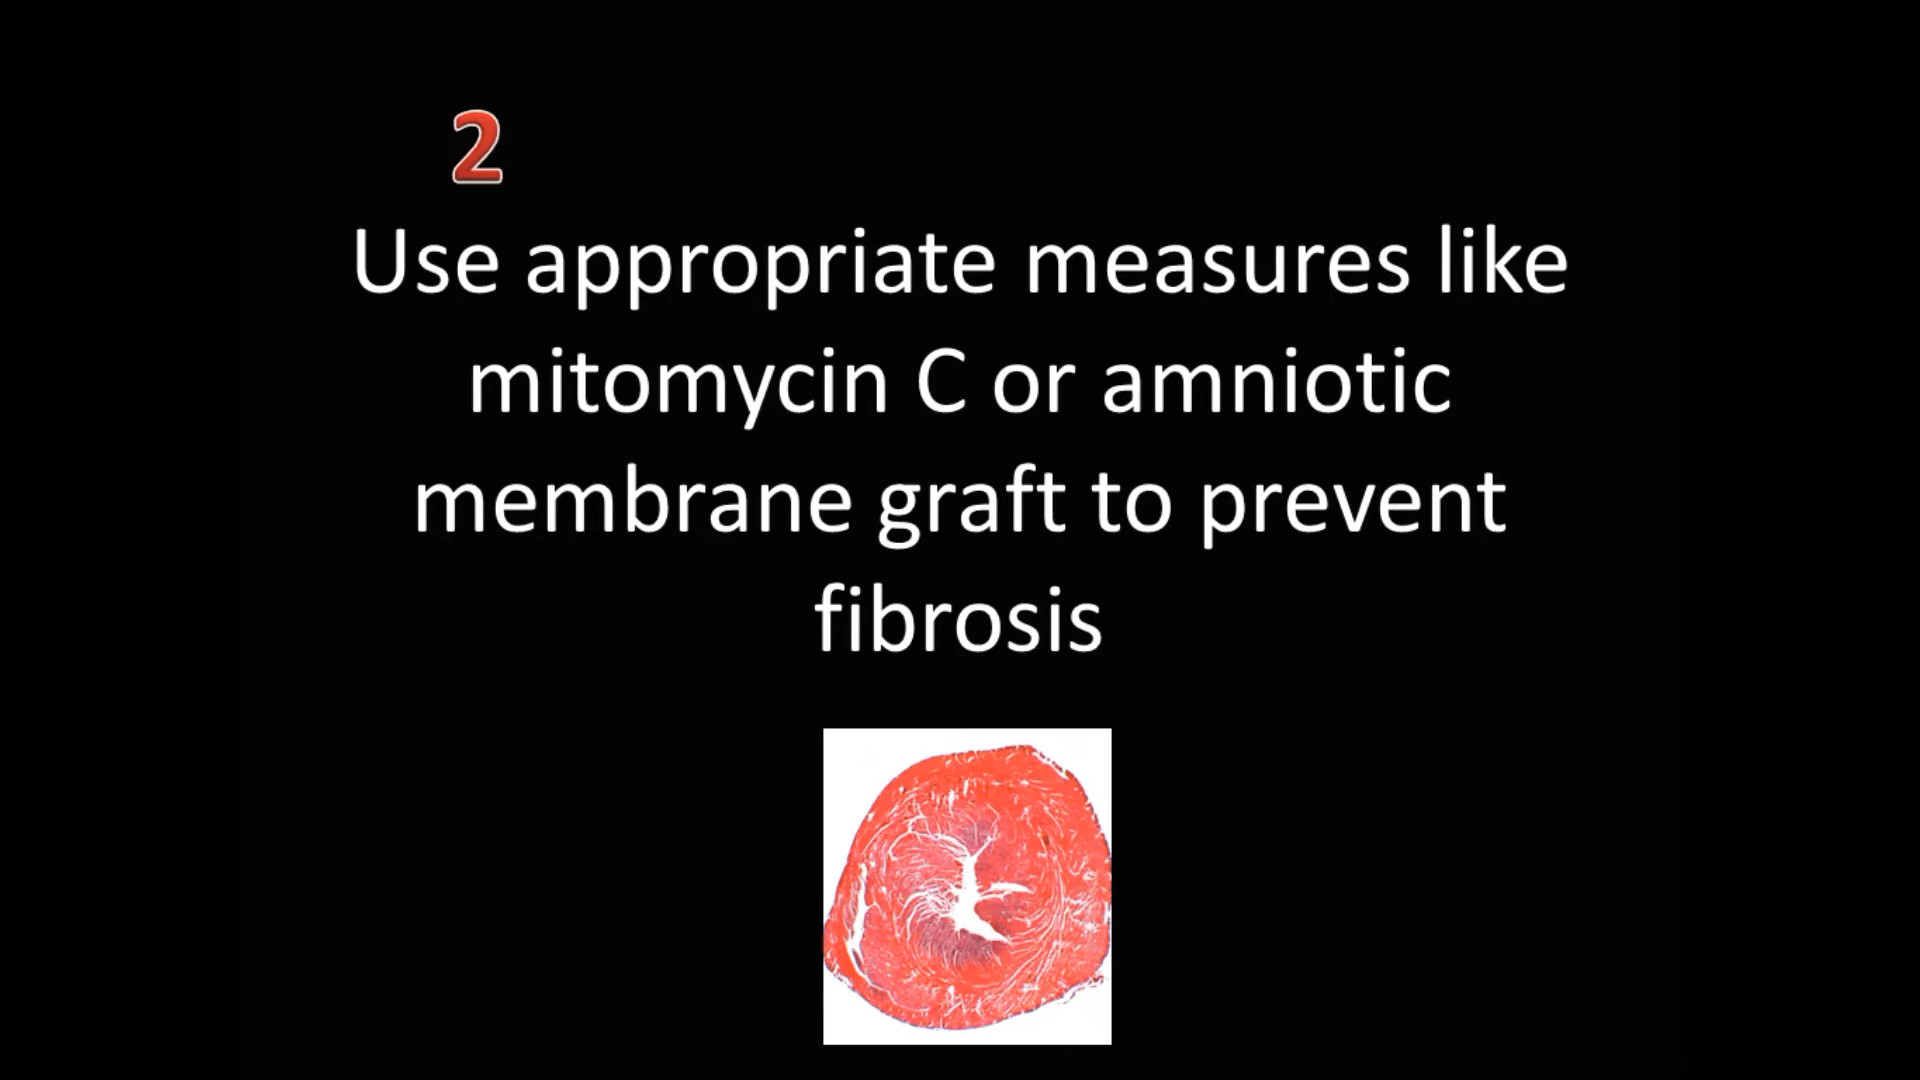 2
Use appropriate measures like
mitomycin C or amniotic
membrane graft to prevent
fibrosis